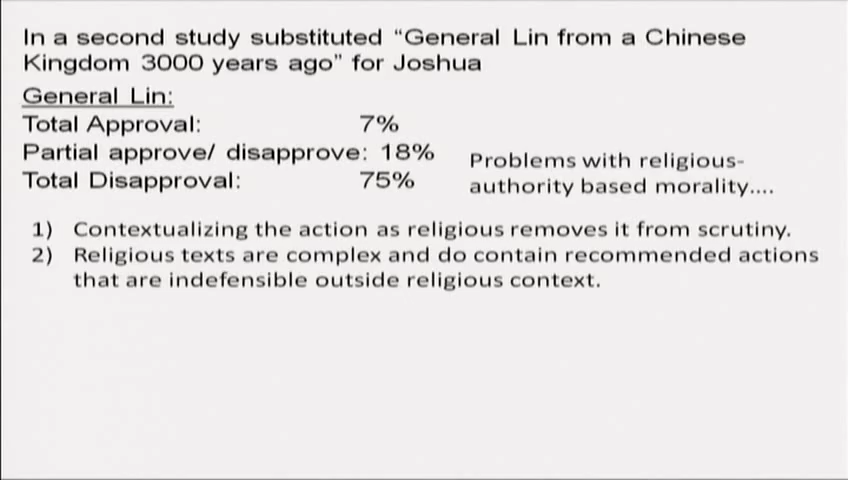 In a second study substituted “General Lin from a Chinese
Kingdom 3000 years ago” for Joshua
General Lin:
Total Approval: 7%
Partial approve/ disapprove: 18%
Total Disapproval: 75%
Problems with religious-
authority based morality....
1) Contextualizing the action as religious removes it from scrutiny.
2) Religious texts are complex and do contain recommended actions
that are indefensible outside religious context.